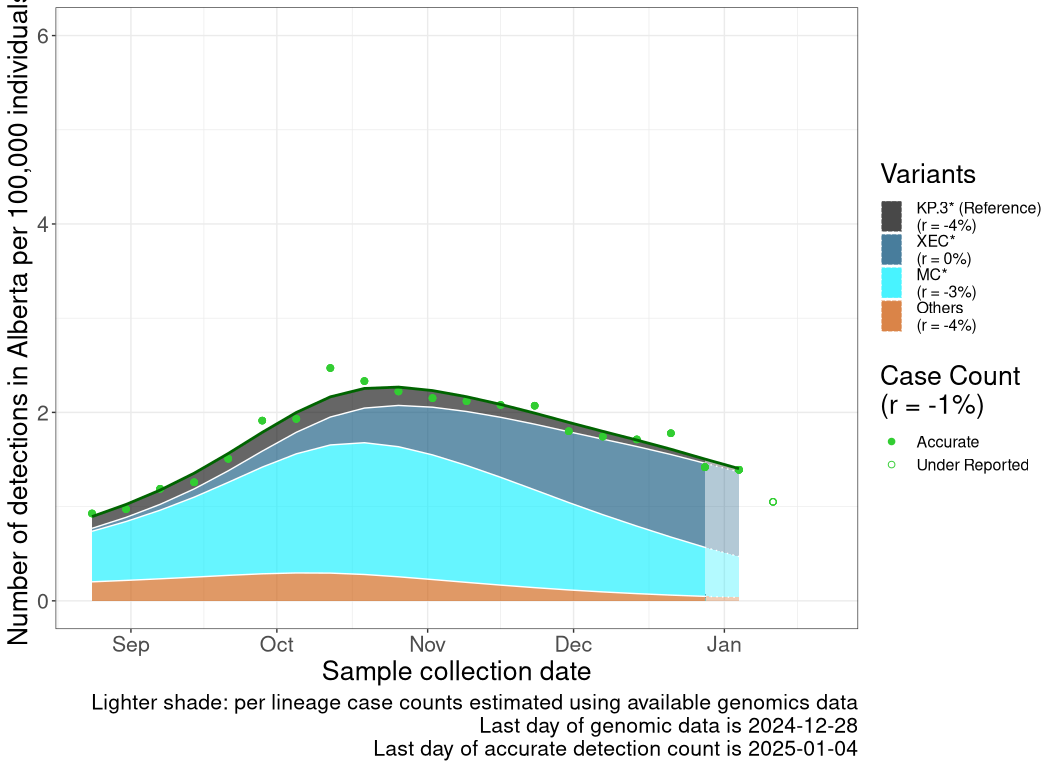 Number of detections in Alberta per 100,000 individuals
6
4
2
0
Sep
Oct
Nov
Dec
Jan
Sample collection date
Lighter shade: per lineage case counts estimated using available genomics data
Last day of genomic data is 2024-12-28
Last day of accurate detection count is 2025-01-04
Variants
KP.3* (Reference)
(r = -4%)
XEC*
(r = 0%)
MC*
(r = -3%)
Others
(r = -4%)
Case Count
(r = -1%)
Accurate
Under Reported